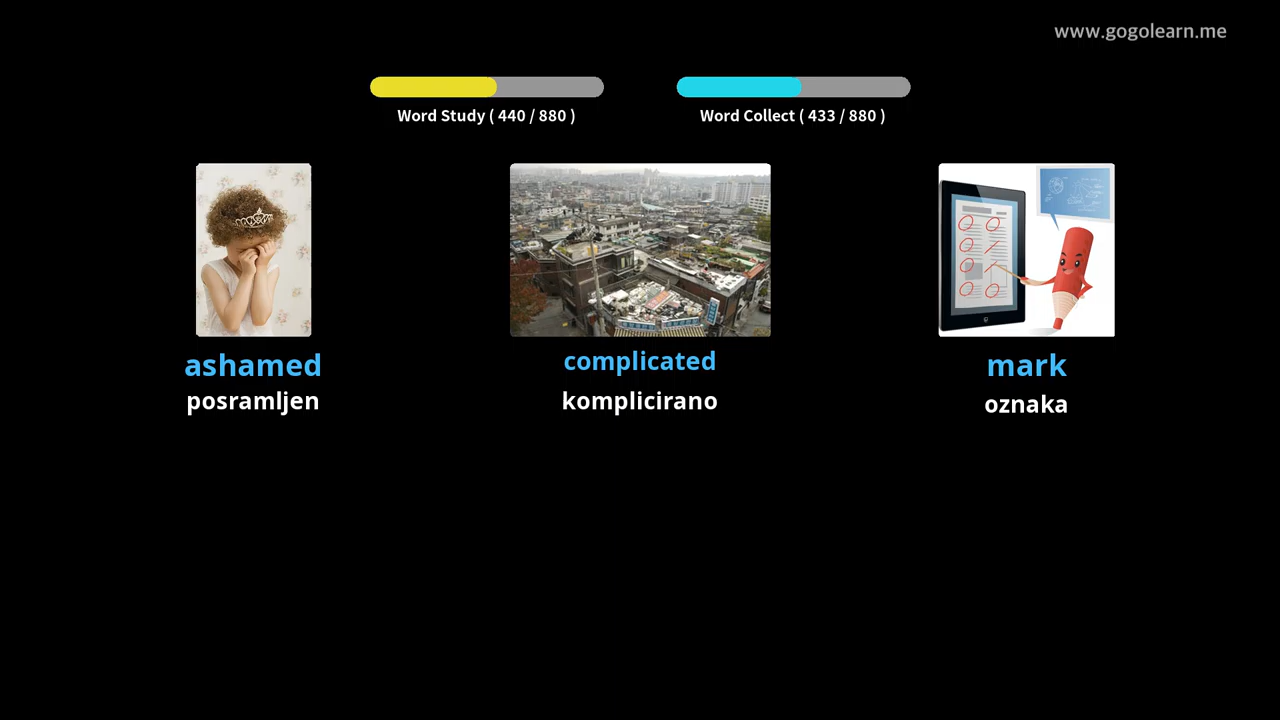 www.gogolearn.me
Word Study ( 440 / 880 )
Word Collect ( 433 / 880 )
ashamed
posramljen
complicated
komplicirano
mark
oznaka